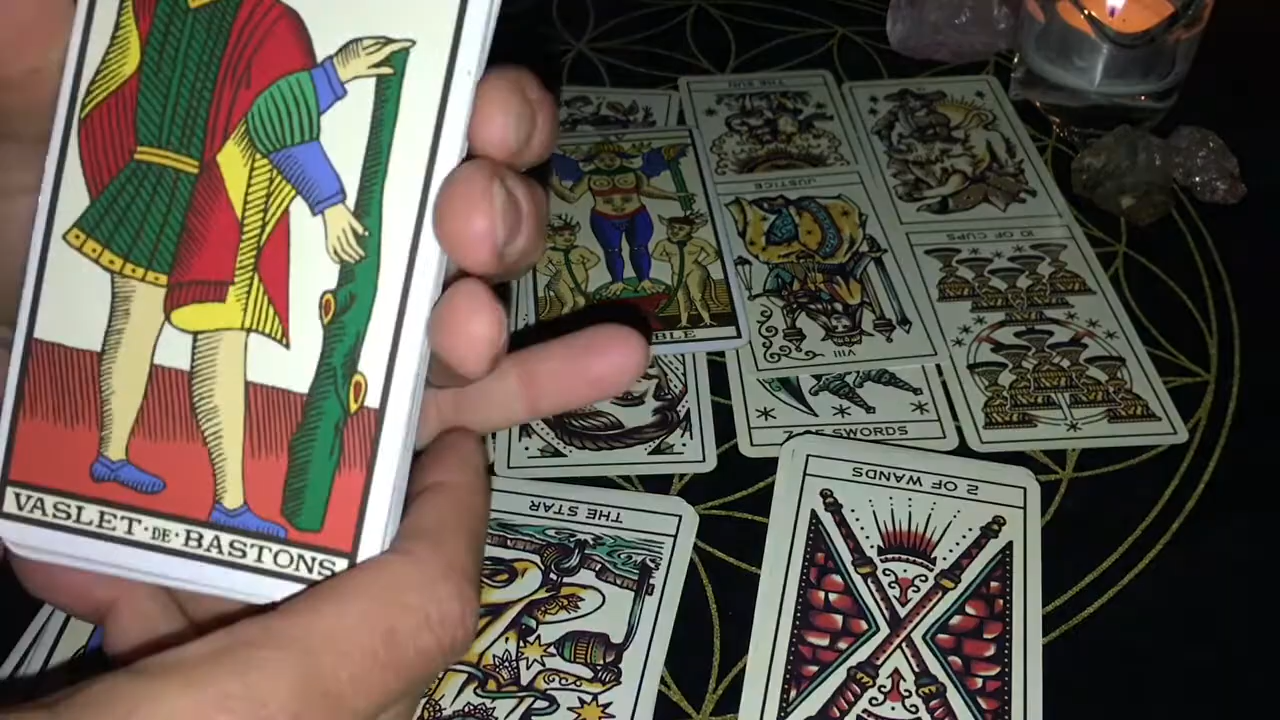 VASLET·DE·BASTONS
THE SUN
JUSTICE
VIII
10 OF CUPS
7 OF SWORDS
THE STAR
2 OF WANDS